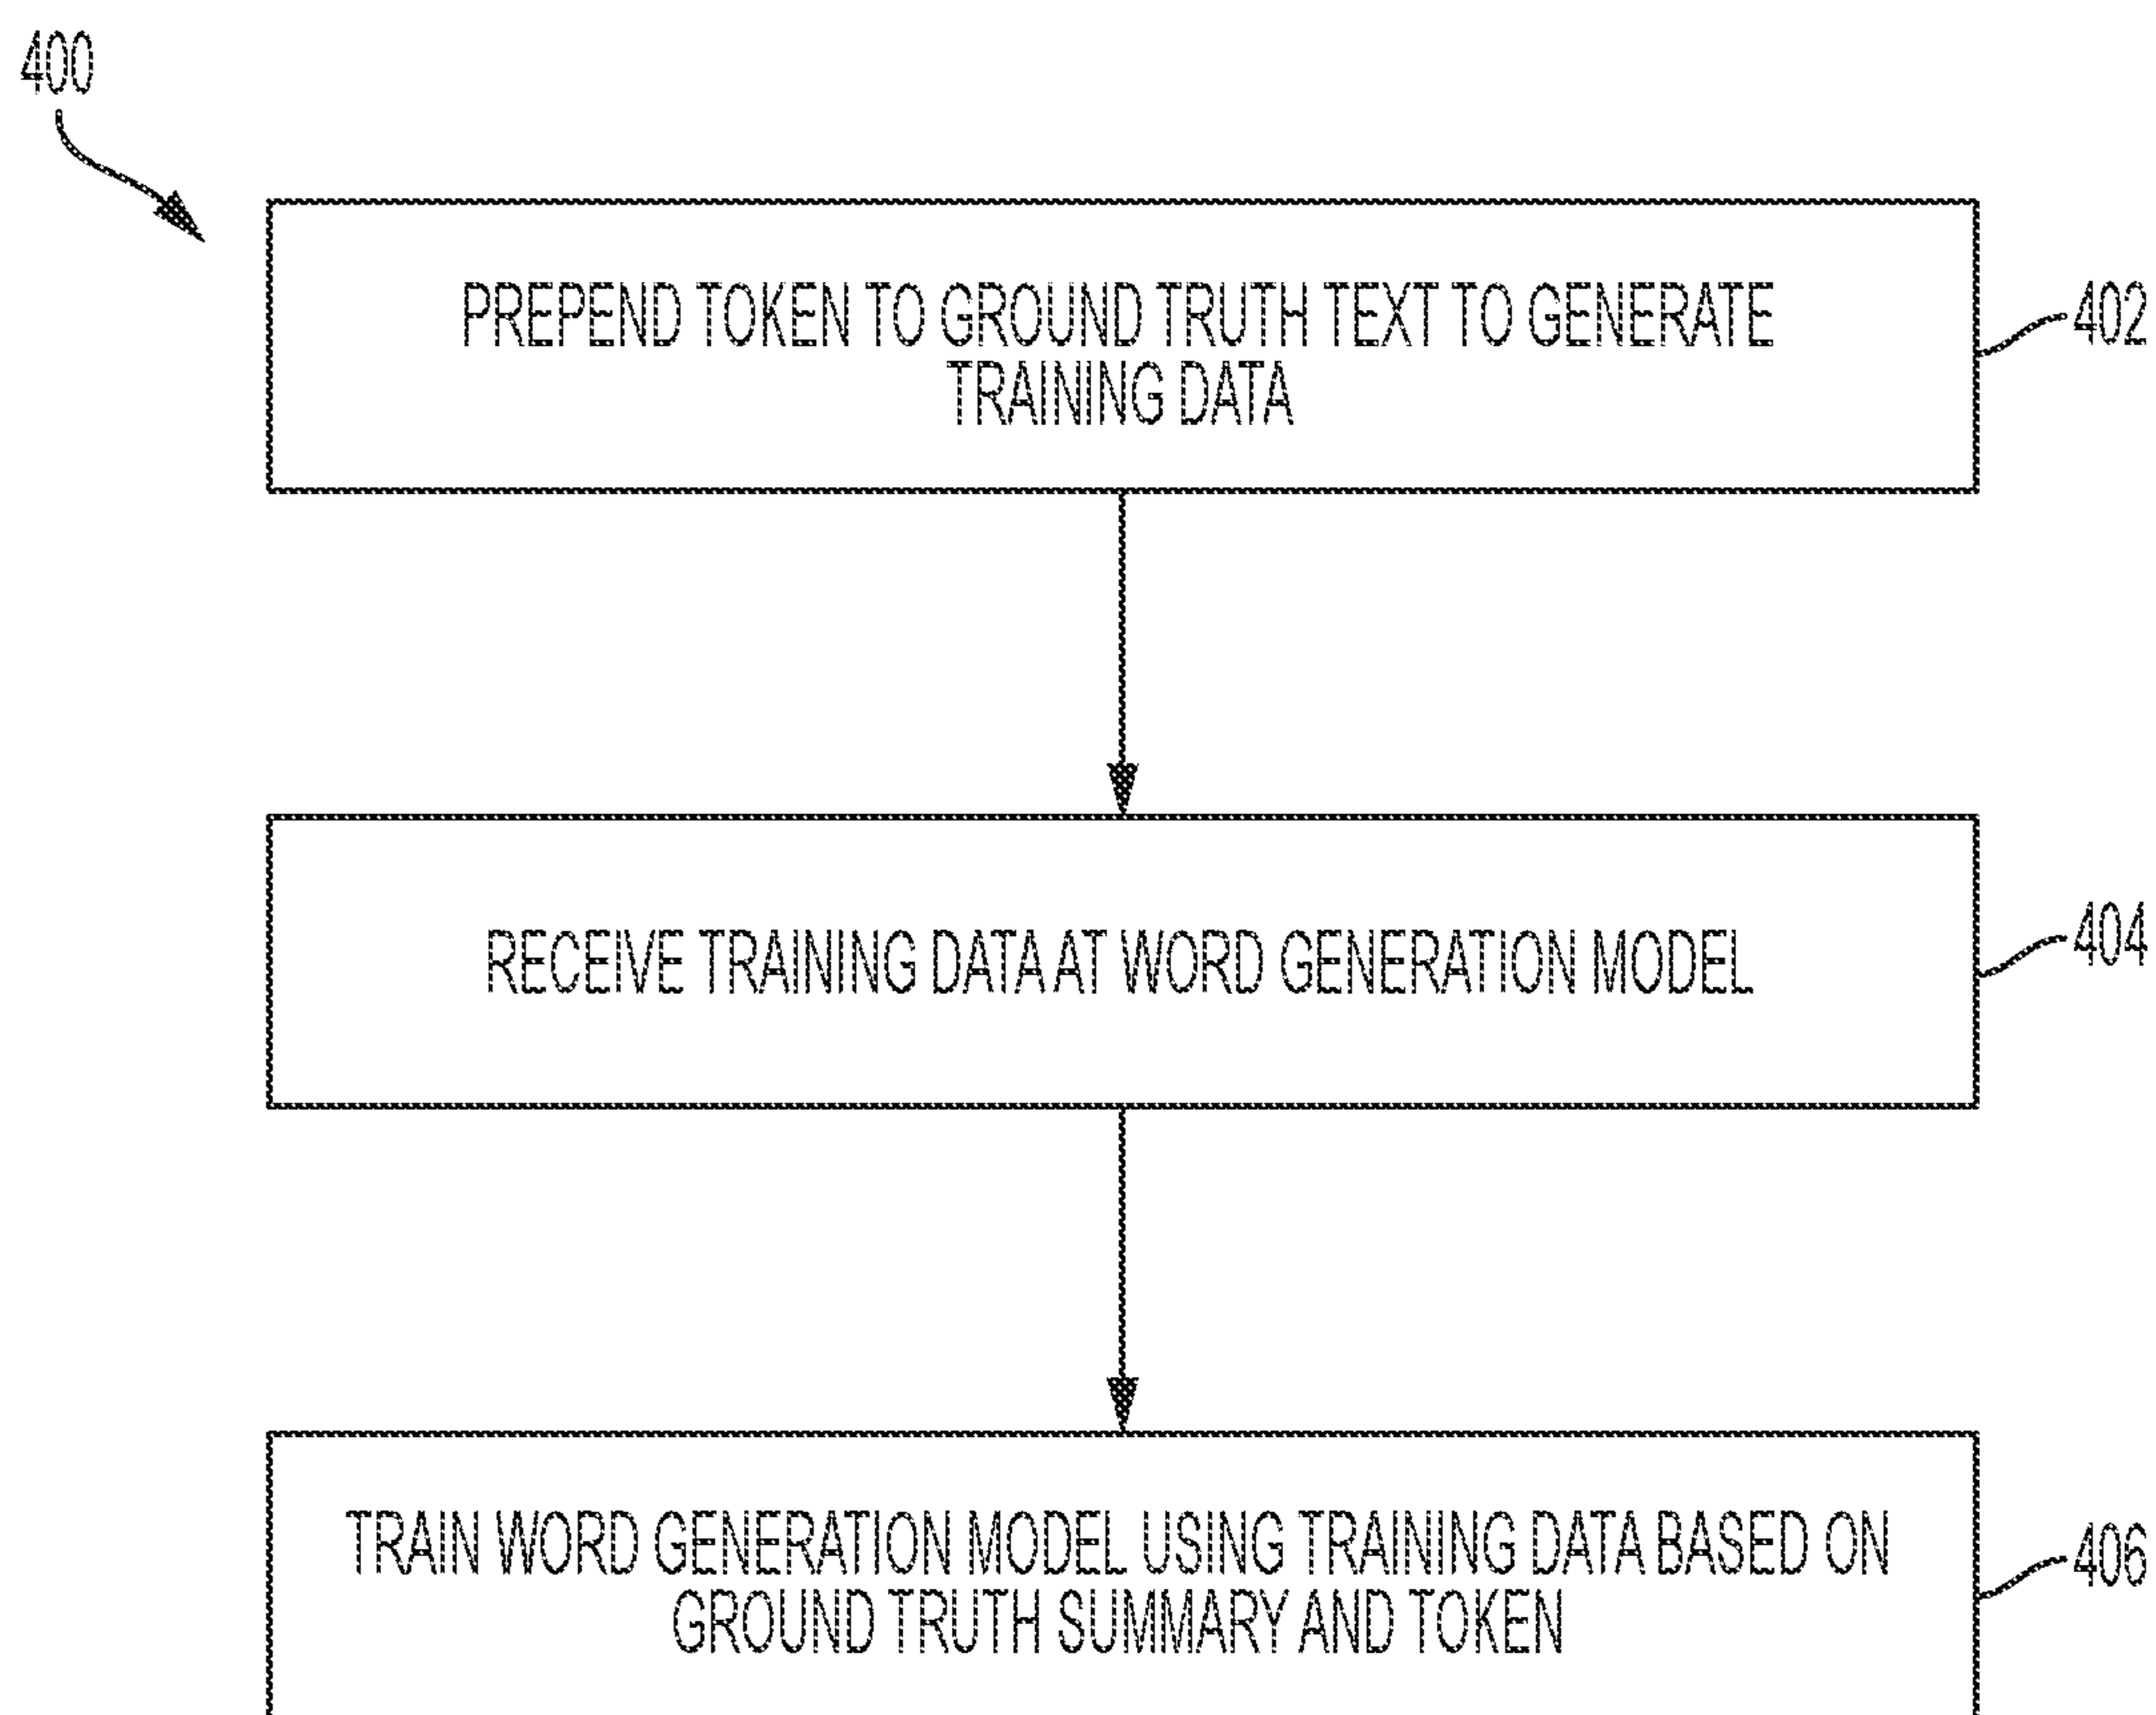 400
PREPEND TOKEN TO GROUND TRUTH TEXT TO GENERATE
TRAINING DATA
402
RECEIVE TRAINING DATA AT WORD GENERATION MODEL
404
TRAIN WORD GENERATION MODEL USING TRAINING DATA BASED ON
GROUND TRUTH SUMMARY AND TOKEN
406